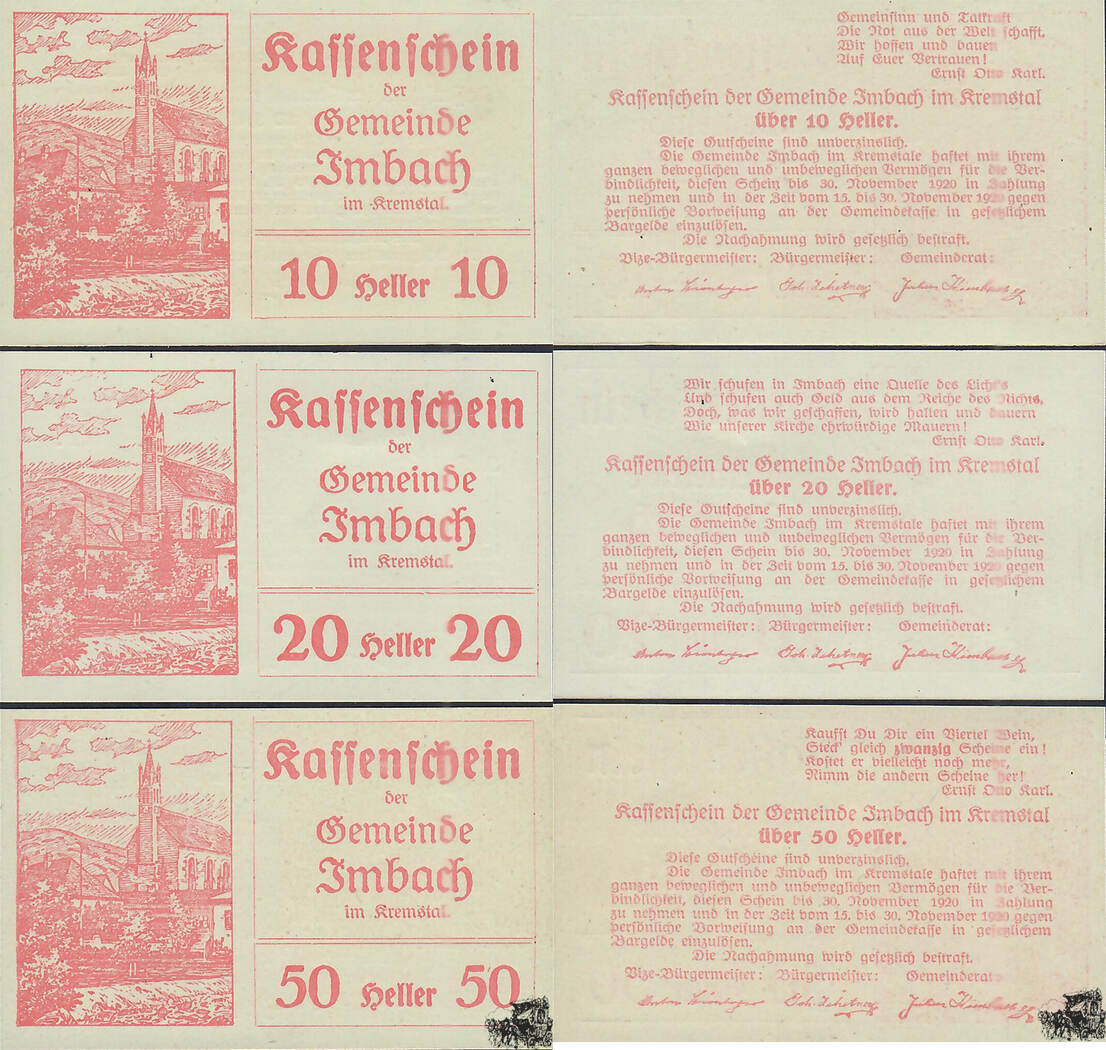 Kassenschein
der
Gemeinde
Imbach
im Kremstal.
10 Heller 10
Gemeinsinn und Tatkraft
Die Not aus der Welt schafft.
Wir hoffen und bauen
Auf Euer Vertrauen!
Ernst Otto Karl.
Kassenschein der Gemeinde Imbach im Kremstal
über 10 Heller.
Diese Gutscheine sind unverzinslich.
Die Gemeinde Imbach im Kremstale haftet mit ihrem
ganzen beweglichen und unbeweglichen Vermögen für die Ver-
bindlichkeit, diesen Schein bis 30. November 1920 in Zahlung
zu nehmen und in der Zeit vom 15. bis 30. November 1920 gegen
persönliche Vorweisung an der Gemeindekasse in gesetzlichem
Bargelde einzulösen.
Die Nachahmung wird gesetzlich bestraft.
Vize-Bürgermeister: Bürgermeister: Gemeinderat:
Kassenschein
der
Gemeinde
Imbach
im Kremstal.
20 Heller 20
Wir schufen in Imbach eine Quelle des Lichts
Und schufen auch Geld aus dem Reiche des Nichts,
Doch, was wir geschaffen, wird halten und dauern
Wie unserer Kirche ehrwürdige Mauern!
Ernst Otto Karl.
Kassenschein der Gemeinde Imbach im Kremstal
über 20 Heller.
Diese Gutscheine sind unverzinslich.
Die Gemeinde Imbach im Kremstale haftet mit ihrem
ganzen beweglichen und unbeweglichen Vermögen für die Ver-
bindlichkeit, diesen Schein bis 30. November 1920 in Zahlung
zu nehmen und in der Zeit vom 15. bis 30. November 1920 gegen
persönliche Vorweisung an der Gemeindekasse in gesetzlichem
Bargelde einzulösen.
Die Nachahmung wird gesetzlich bestraft.
Vize-Bürgermeister: Bürgermeister: Gemeinderat:
Kassenschein
der
Gemeinde
Imbach
im Kremstal.
50 Heller 50
Kaufst Du Dir ein Viertel Wein,
Steck' gleich zwanzig Scheine ein!
Kostet er vielleicht noch mehr,
Nimm die andern Scheine her!
Ernst Otto Karl.
Kassenschein der Gemeinde Imbach im Kremstal
über 50 Heller.
Diese Gutscheine sind unverzinslich.
Die Gemeinde Imbach im Kremstale haftet mit ihrem
ganzen beweglichen und unbeweglichen Vermögen für die Ver-
bindlichkeit, diesen Schein bis 30. November 1920 in Zahlung
zu nehmen und in der Zeit vom 15. bis 30. November 1920 gegen
persönliche Vorweisung an der Gemeindekasse in gesetzlichem
Bargelde einzulösen.
Die Nachahmung wird gesetzlich bestraft.
Vize-Bürgermeister: Bürgermeister: Gemeinderat: